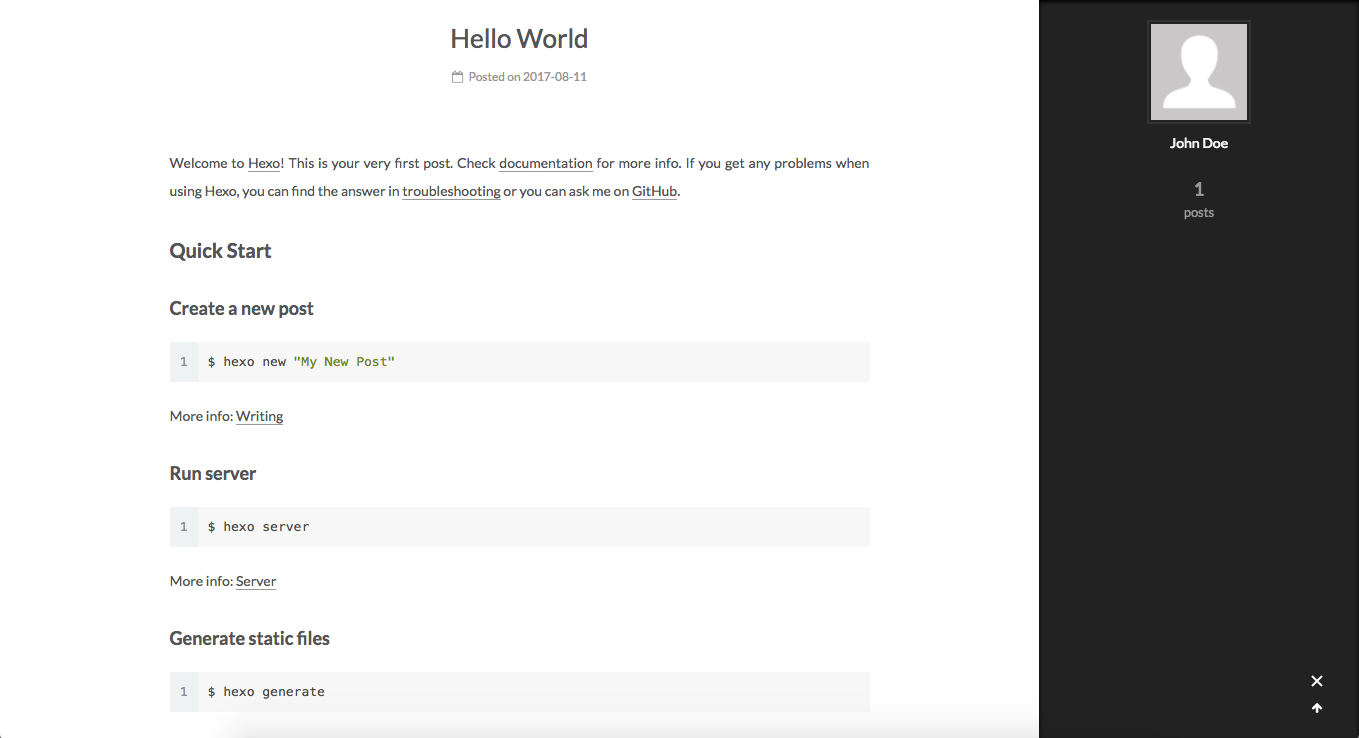 Hello World
Posted on 2017-08-11
Welcome to Hexo! This is your very first post. Check documentation for more info. If you get any problems when
using Hexo, you can find the answer in troubleshooting or you can ask me on GitHub.
Quick Start
Create a new post
1 $ hexo new "My New Post"
More info: Writing
Run server
1 $ hexo server
More info: Server
Generate static files
1 $ hexo generate
John Doe
1
posts